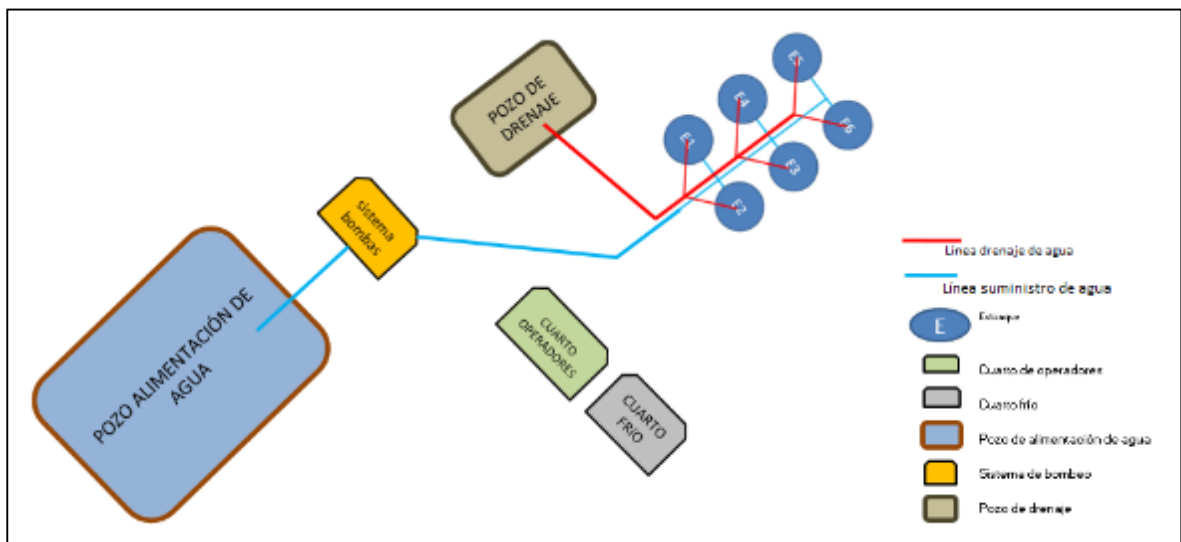 POZO DE
DRENAJE
E5
E4
E6
E1
E3
E2
sistema
bombas
POZO ALIMENTACIÓN DE
AGUA
CUARTO
OPERADORES
CUARTO
FRÍO
Línea drenaje de agua
Línea suministro de agua
E
Estanque
Cuarto de operadores
Cuarto frío
Pozo de alimentación de agua
Sistema de bombeo
Pozo de drenaje